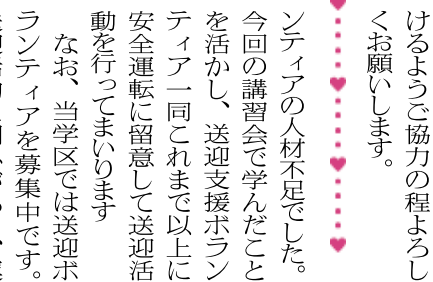 けるようご協力の程よろし
くお願いします。
ンティアの人材不足でした。
今回の講習会で学んだこと
を活かし、送迎支援ボラン
ティア一同これまで以上に
安全運転に留意して送迎活
動を行ってまいります
なお、当学区では送迎ボ
ランティアを募集中です。